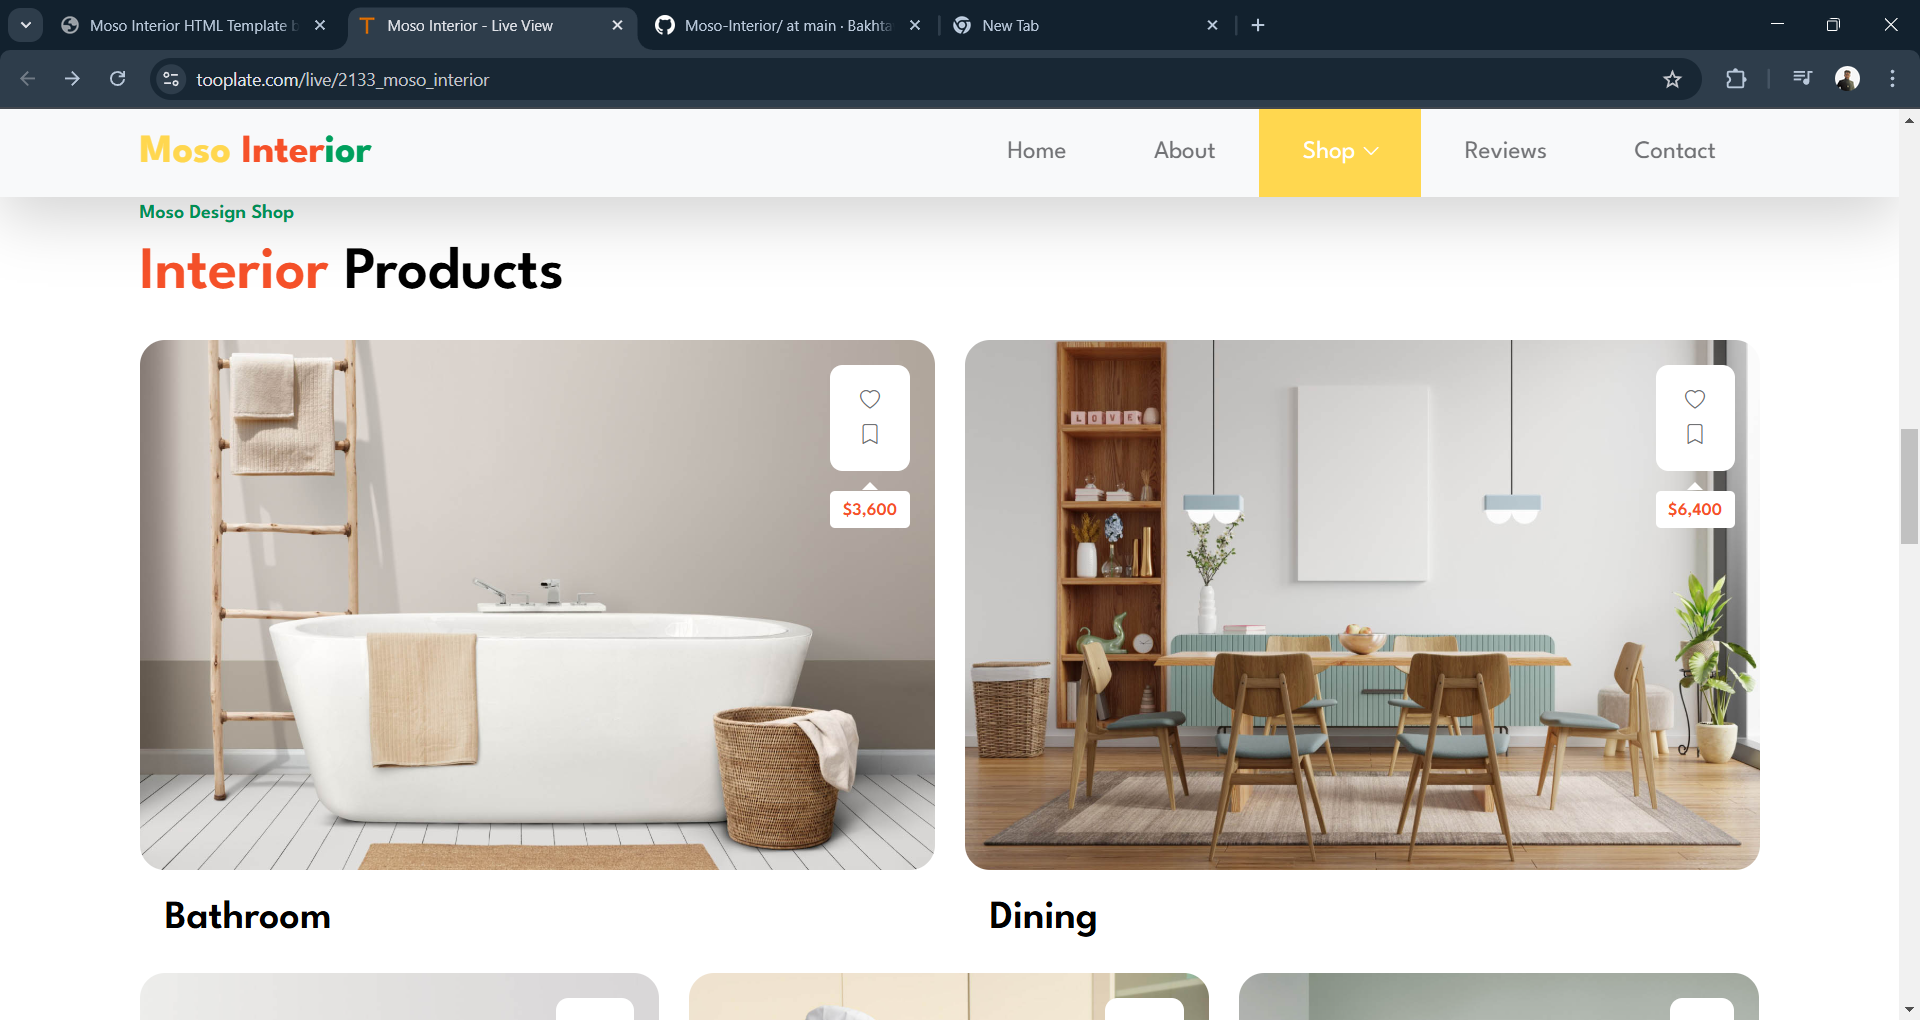 Moso Interior HTML Template b
Moso Interior - Live View
Moso-Interior/ at main · Bakhta
New Tab
tooplate.com/live/2133_moso_interior
Moso Interior
Home
About
Shop
Reviews
Contact
Moso Design Shop
Interior Products
$3,600
LOVE
$6,400
Bathroom
Dining